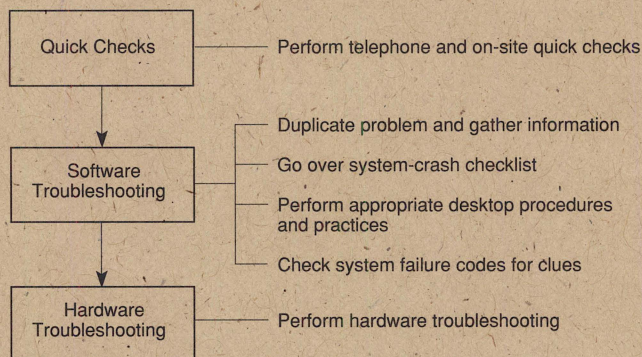 Quick Checks
Perform telephone and on-site quick checks
Duplicate problem and gather information
Software
Troubleshooting
Go over system-crash checklist
Perform appropriate desktop procedures
and practices
Check system failure codes for clues
Hardware
Troubleshooting
Perform hardware troubleshooting